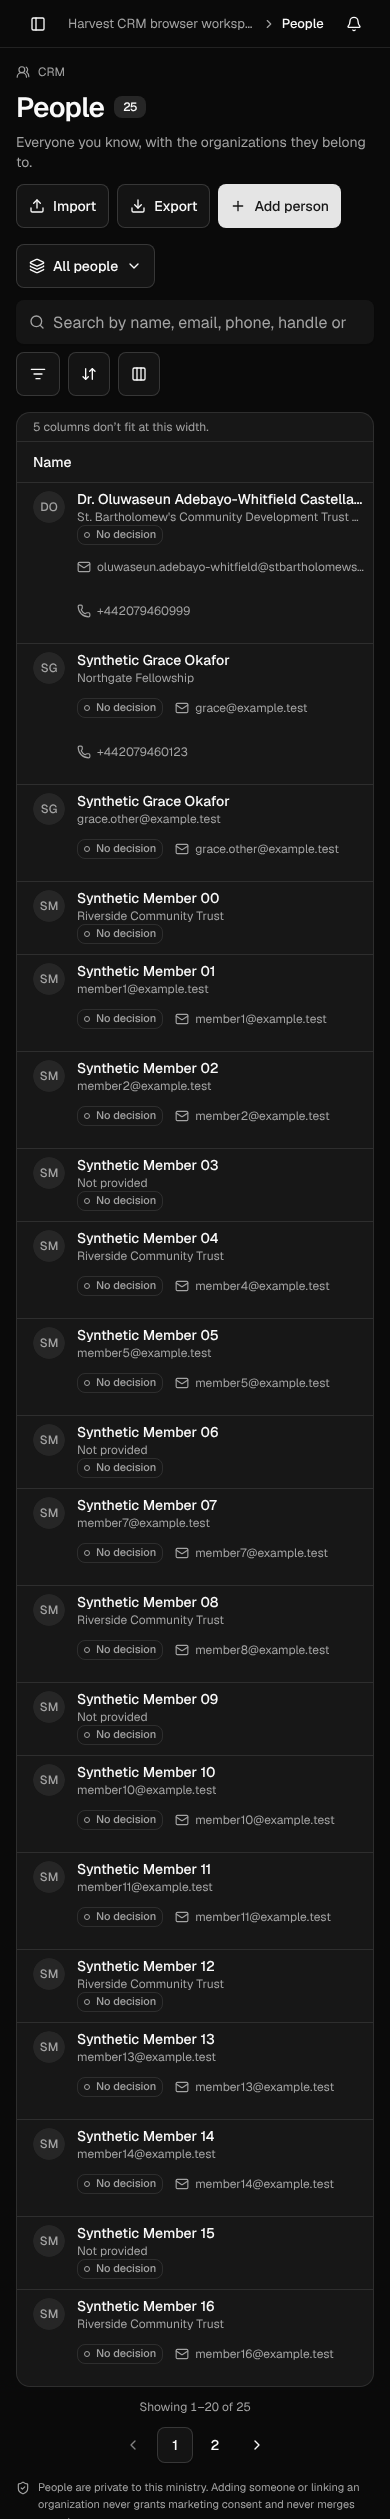 Harvest CRM browser worksp... > People
CRM
People 25
Everyone you know, with the organizations they belong
to.
Import Export + Add person
All people
Search by name, email, phone, handle or
5 columns don't fit at this width.
Name
DO Dr. Oluwaseun Adebayo-Whitfield Castella...
St. Bartholomew's Community Development Trust ...
No decision
oluwaseun.adebayo-whitfield@stbartholomews...
+442079460999
SG Synthetic Grace Okafor
Northgate Fellowship
No decision grace@example.test
+442079460123
SG Synthetic Grace Okafor
grace.other@example.test
No decision grace.other@example.test
SM Synthetic Member 00
Riverside Community Trust
No decision
SM Synthetic Member 01
member1@example.test
No decision member1@example.test
SM Synthetic Member 02
member2@example.test
No decision member2@example.test
SM Synthetic Member 03
Not provided
No decision
SM Synthetic Member 04
Riverside Community Trust
No decision member4@example.test
SM Synthetic Member 05
member5@example.test
No decision member5@example.test
SM Synthetic Member 06
Not provided
No decision
SM Synthetic Member 07
member7@example.test
No decision member7@example.test
SM Synthetic Member 08
Riverside Community Trust
No decision member8@example.test
SM Synthetic Member 09
Not provided
No decision
SM Synthetic Member 10
member10@example.test
No decision member10@example.test
SM Synthetic Member 11
member11@example.test
No decision member11@example.test
SM Synthetic Member 12
Riverside Community Trust
No decision
SM Synthetic Member 13
member13@example.test
No decision member13@example.test
SM Synthetic Member 14
member14@example.test
No decision member14@example.test
SM Synthetic Member 15
Not provided
No decision
SM Synthetic Member 16
Riverside Community Trust
No decision member16@example.test
Showing 1–20 of 25
1 2
People are private to this ministry. Adding someone or linking an
organization never grants marketing consent and never merges